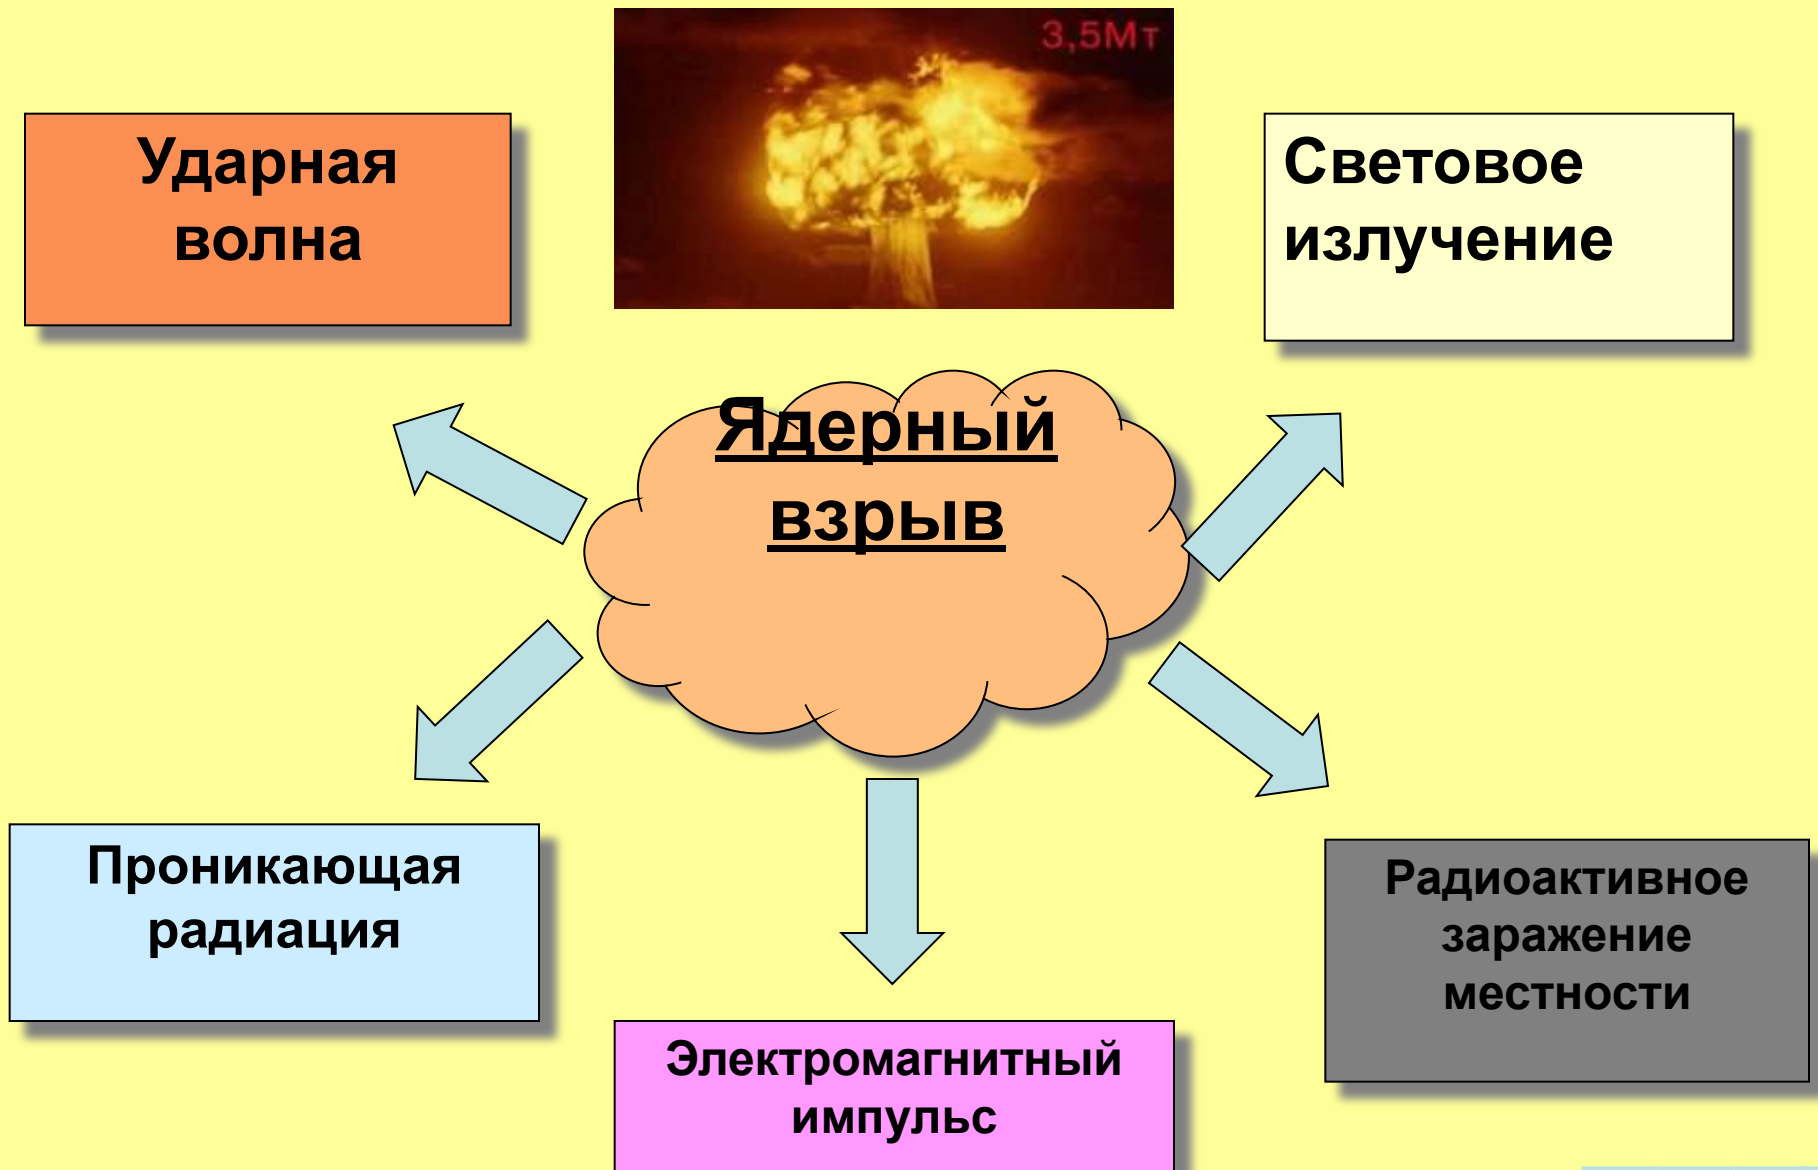 3,5Мт
Ударная
волна
Световое
излучение
Ядерный
взрыв
Проникающая
радиация
Радиоактивное
заражение
местности
Электромагнитный
импульс